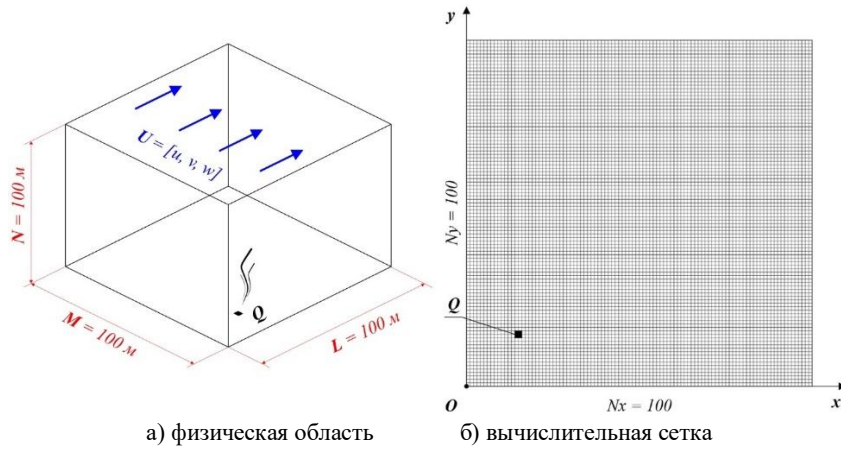 U = [u, v, w]
N = 100 м
M = 100 м
L = 100 м
Q
y
Ny = 100
Q
O
Nx = 100
x
а) физическая область
б) вычислительная сетка